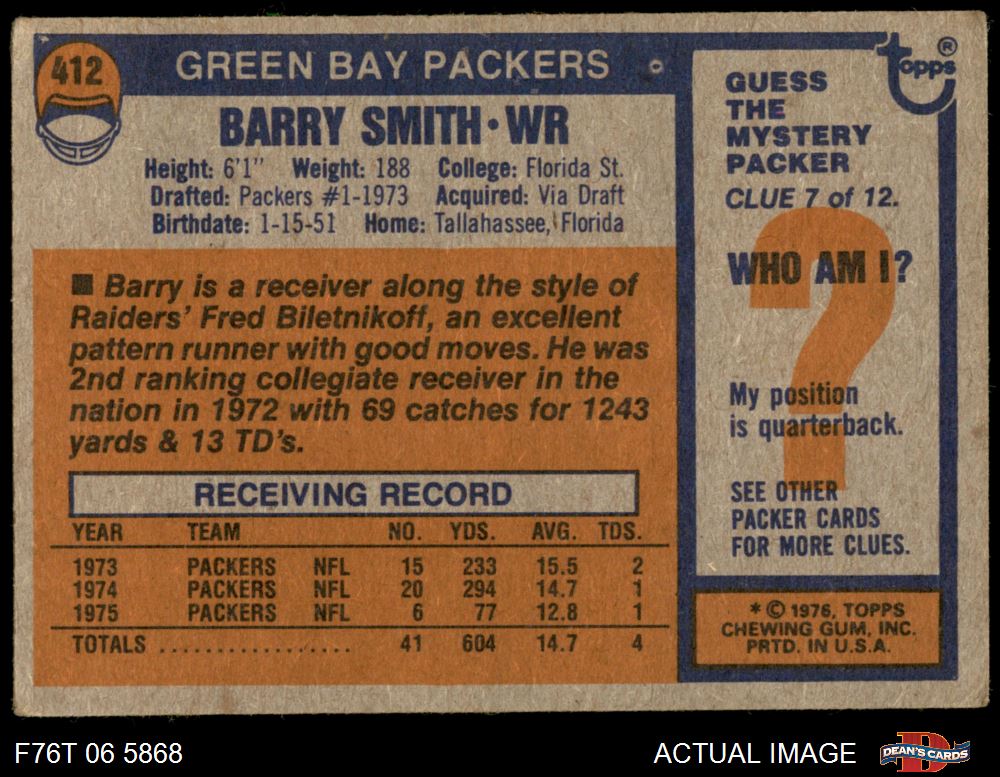 412
GREEN BAY PACKERS
BARRY SMITH • WR
Height: 6'1" Weight: 188 College: Florida St.
Drafted: Packers #1-1973 Acquired: Via Draft
Birthdate: 1-15-51 Home: Tallahassee, Florida
■ Barry is a receiver along the style of
Raiders' Fred Biletnikoff, an excellent
pattern runner with good moves. He was
2nd ranking collegiate receiver in the
nation in 1972 with 69 catches for 1243
yards & 13 TD's.
RECEIVING RECORD
YEAR TEAM NO. YDS. AVG. TDS.
1973 PACKERS NFL 15 233 15.5 2
1974 PACKERS NFL 20 294 14.7 1
1975 PACKERS NFL 6 77 12.8 1
TOTALS .................. 41 604 14.7 4
topps ®
GUESS
THE
MYSTERY
PACKER
CLUE 7 of 12.
WHO AM I?
?
My position
is quarterback.
SEE OTHER
PACKER CARDS
FOR MORE CLUES.
* © 1976, TOPPS
CHEWING GUM, INC.
PRTD. IN U.S.A.
F76T 06 5868
ACTUAL IMAGE
D
DEAN'S CARDS